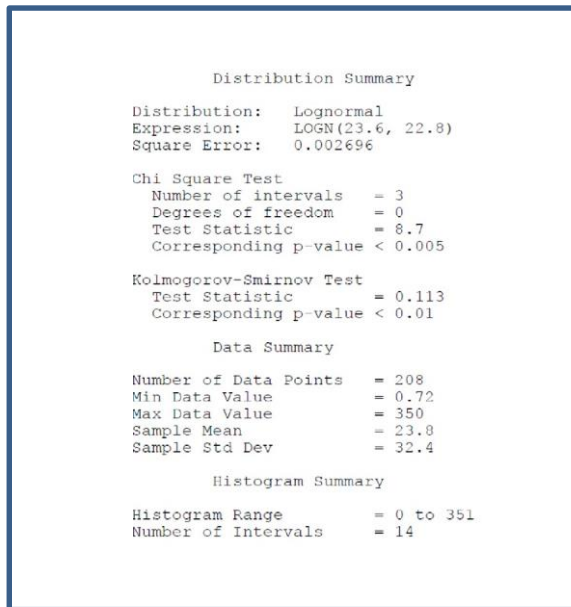 Distribution Summary
Distribution: Lognormal
Expression: LOGN(23.6, 22.8)
Square Error: 0.002696
Chi Square Test
Number of intervals = 3
Degrees of freedom = 0
Test Statistic = 8.7
Corresponding p-value < 0.005
Kolmogorov-Smirnov Test
Test Statistic = 0.113
Corresponding p-value < 0.01
Data Summary
Number of Data Points = 208
Min Data Value = 0.72
Max Data Value = 350
Sample Mean = 23.8
Sample Std Dev = 32.4
Histogram Summary
Histogram Range = 0 to 351
Number of Intervals = 14